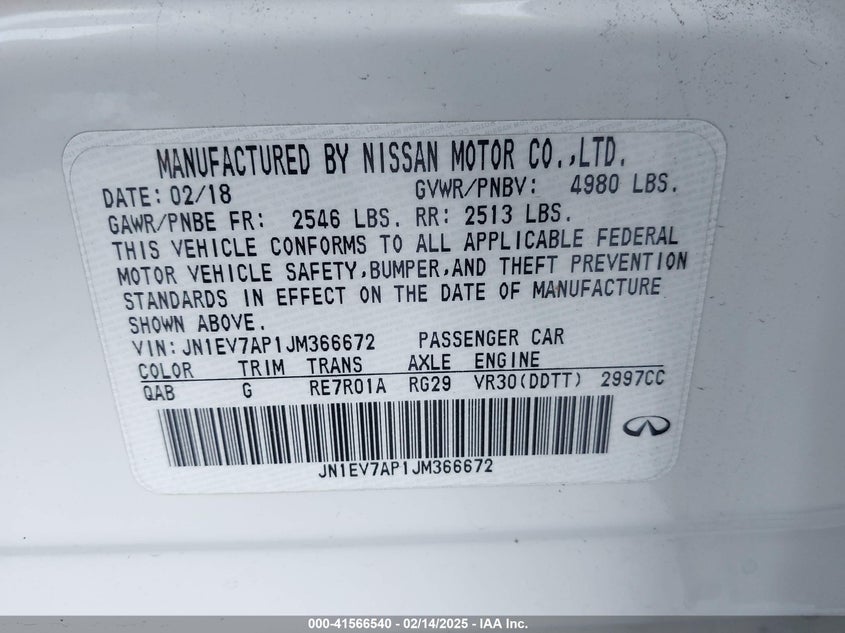 MANUFACTURED BY NISSAN MOTOR CO.,LTD.
DATE: 02/18 GVWR/PNBV: 4980 LBS.
GAWR/PNBE FR: 2546 LBS. RR: 2513 LBS.
THIS VEHICLE CONFORMS TO ALL APPLICABLE FEDERAL
MOTOR VEHICLE SAFETY,BUMPER,AND THEFT PREVENTION
STANDARDS IN EFFECT ON THE DATE OF MANUFACTURE
SHOWN ABOVE.
VIN:JN1EV7AP1JM366672 PASSENGER CAR
COLOR TRIM TRANS AXLE ENGINE
QAB G RE7R01A RG29 VR30(DDTT) 2997CC
JN1EV7AP1JM366672
000-41566540 - 02/14/2025 - IAA Inc.